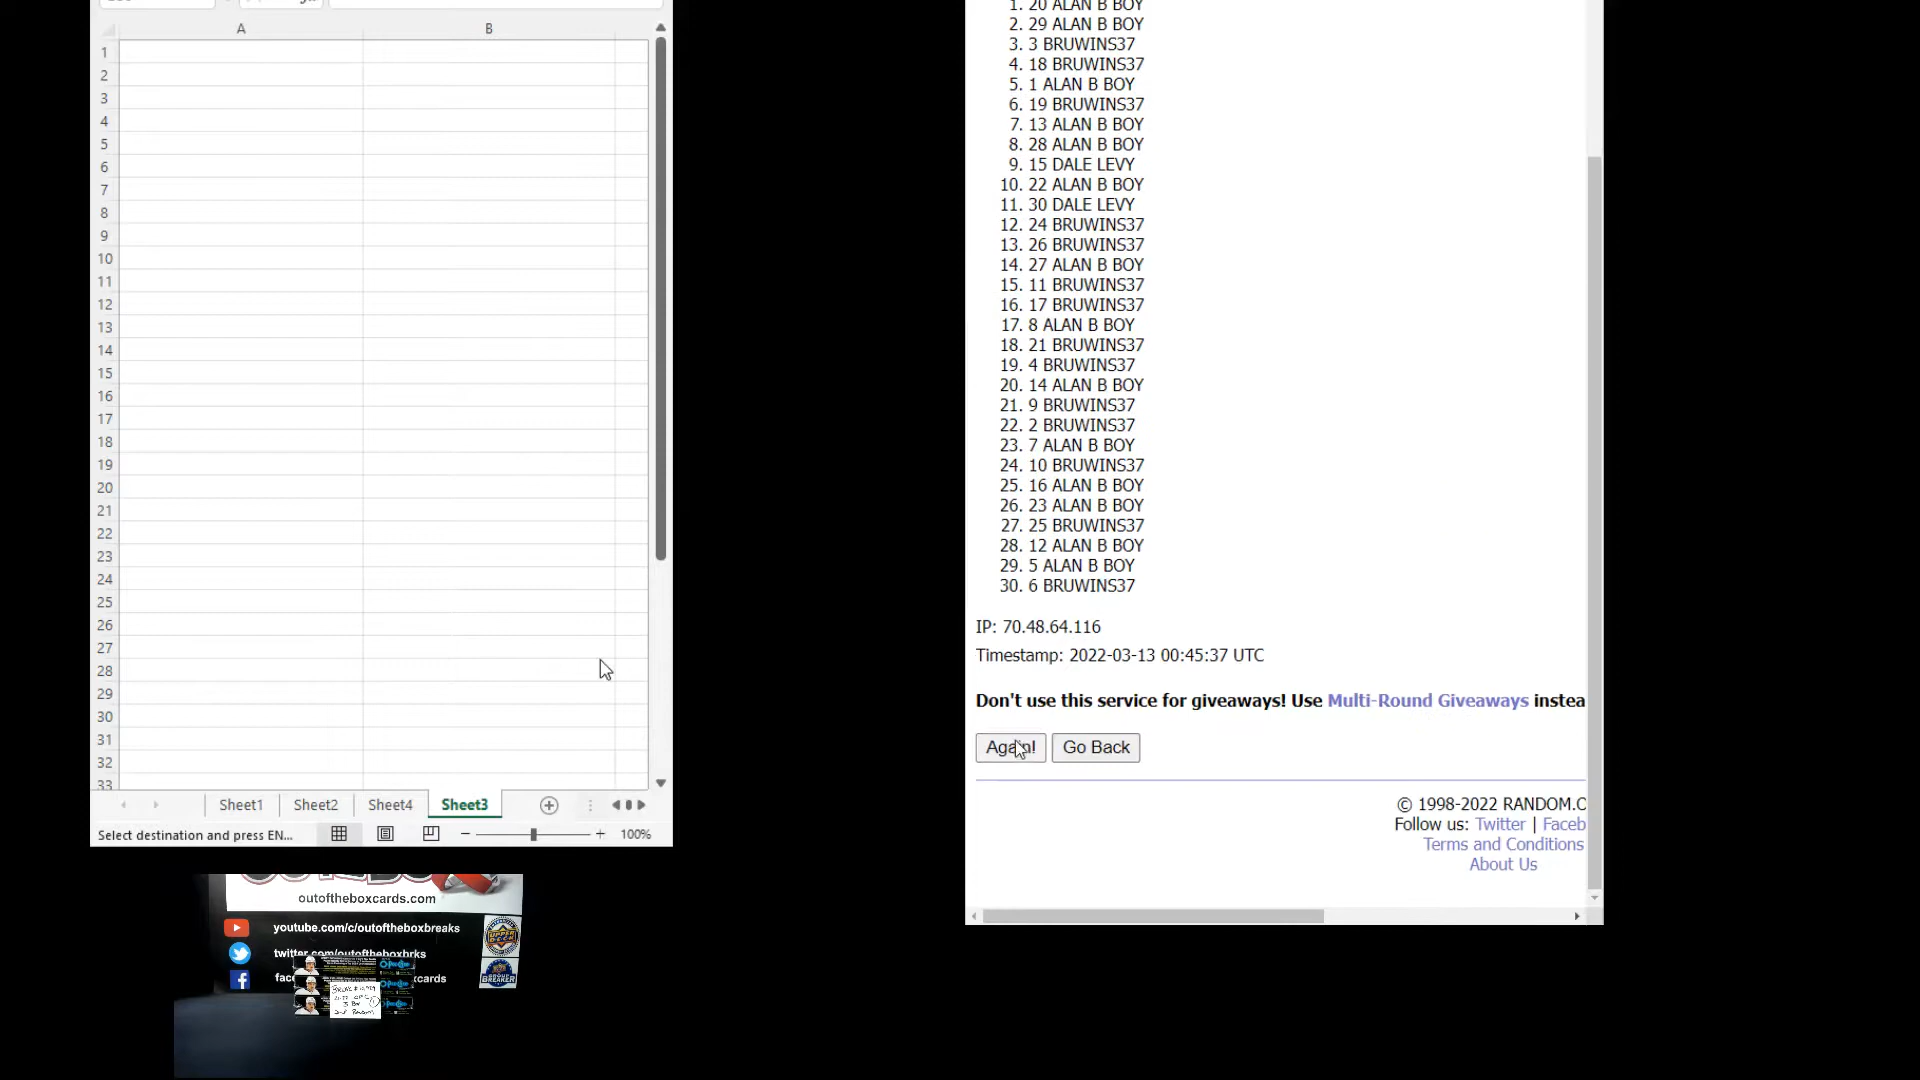 A B
1
2
3
4
5
6
7
8
9
10
11
12
13
14
15
16
17
18
19
20
21
22
23
24
25
26
27
28
29
30
31
32
33
Sheet1 Sheet2 Sheet4 Sheet3
Select destination and press EN... 100%
1. 20 ALAN B BOY
2. 29 ALAN B BOY
3. 3 BRUWINS37
4. 18 BRUWINS37
5. 1 ALAN B BOY
6. 19 BRUWINS37
7. 13 ALAN B BOY
8. 28 ALAN B BOY
9. 15 DALE LEVY
10. 22 ALAN B BOY
11. 30 DALE LEVY
12. 24 BRUWINS37
13. 26 BRUWINS37
14. 27 ALAN B BOY
15. 11 BRUWINS37
16. 17 BRUWINS37
17. 8 ALAN B BOY
18. 21 BRUWINS37
19. 4 BRUWINS37
20. 14 ALAN B BOY
21. 9 BRUWINS37
22. 2 BRUWINS37
23. 7 ALAN B BOY
24. 10 BRUWINS37
25. 16 ALAN B BOY
26. 23 ALAN B BOY
27. 25 BRUWINS37
28. 12 ALAN B BOY
29. 5 ALAN B BOY
30. 6 BRUWINS37
IP: 70.48.64.116
Timestamp: 2022-03-13 00:45:37 UTC
Don't use this service for giveaways! Use Multi-Round Giveaways instea
Again! Go Back
© 1998-2022 RANDOM.C
Follow us: Twitter | Faceb
Terms and Conditions
About Us
outoftheboxcards.com
youtube.com/c/outoftheboxbreaks
twitter.com/outoftheboxbrks
UPPER DECK